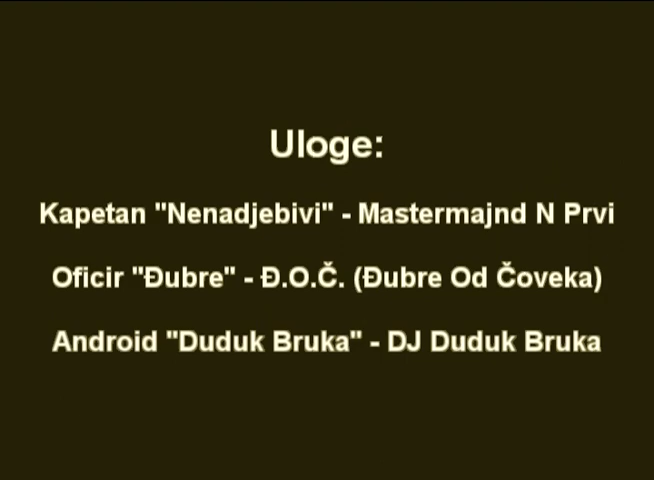 Uloge:
Kapetan "Nenadjebivi" - Mastermajnd N Prvi
Oficir "Đubre" - Đ.O.Č. (Đubre Od Čoveka)
Android "Duduk Bruka" - DJ Duduk Bruka